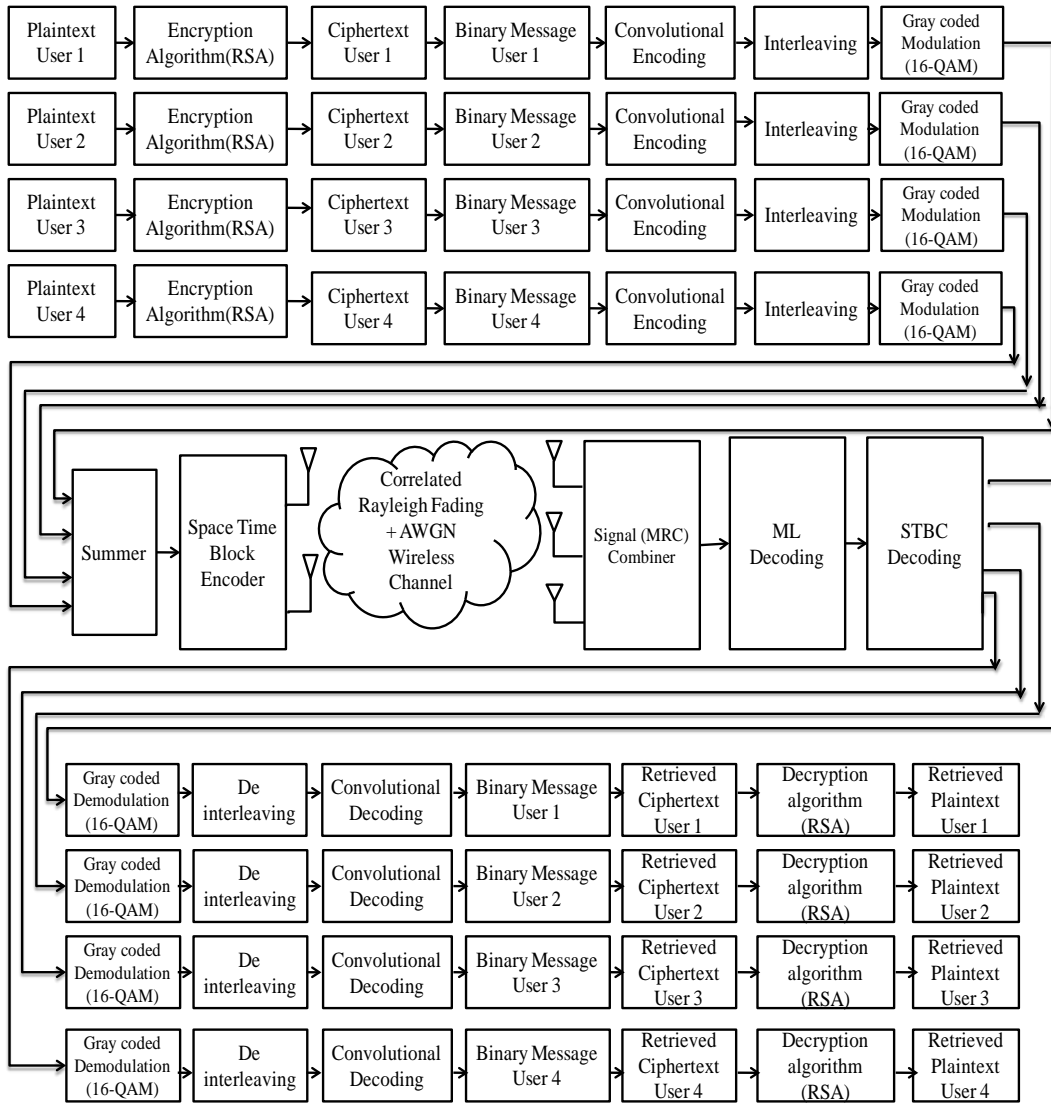 Plaintext
User 1
Encryption
Algorithm(RSA)
Ciphertext
User 1
Binary Message
User 1
Convolutional
Encoding
Interleaving
Gray coded
Modulation
(16-QAM)
Plaintext
User 2
Encryption
Algorithm(RSA)
Ciphertext
User 2
Binary Message
User 2
Convolutional
Encoding
Interleaving
Gray coded
Modulation
(16-QAM)
Plaintext
User 3
Encryption
Algorithm(RSA)
Ciphertext
User 3
Binary Message
User 3
Convolutional
Encoding
Interleaving
Gray coded
Modulation
(16-QAM)
Plaintext
User 4
Encryption
Algorithm(RSA)
Ciphertext
User 4
Binary Message
User 4
Convolutional
Encoding
Interleaving
Gray coded
Modulation
(16-QAM)
Summer
Space Time
Block
Encoder
Correlated
Rayleigh Fading
+ AWGN
Wireless
Channel
Signal (MRC)
Combiner
ML
Decoding
STBC
Decoding
Gray coded
Demodulation
(16-QAM)
De
interleaving
Convolutional
Decoding
Binary Message
User 1
Retrieved
Ciphertext
User 1
Decryption
algorithm
(RSA)
Retrieved
Plaintext
User 1
Gray coded
Demodulation
(16-QAM)
De
interleaving
Convolutional
Decoding
Binary Message
User 2
Retrieved
Ciphertext
User 2
Decryption
algorithm
(RSA)
Retrieved
Plaintext
User 2
Gray coded
Demodulation
(16-QAM)
De
interleaving
Convolutional
Decoding
Binary Message
User 3
Retrieved
Ciphertext
User 3
Decryption
algorithm
(RSA)
Retrieved
Plaintext
User 3
Gray coded
Demodulation
(16-QAM)
De
interleaving
Convolutional
Decoding
Binary Message
User 4
Retrieved
Ciphertext
User 4
Decryption
algorithm
(RSA)
Retrieved
Plaintext
User 4